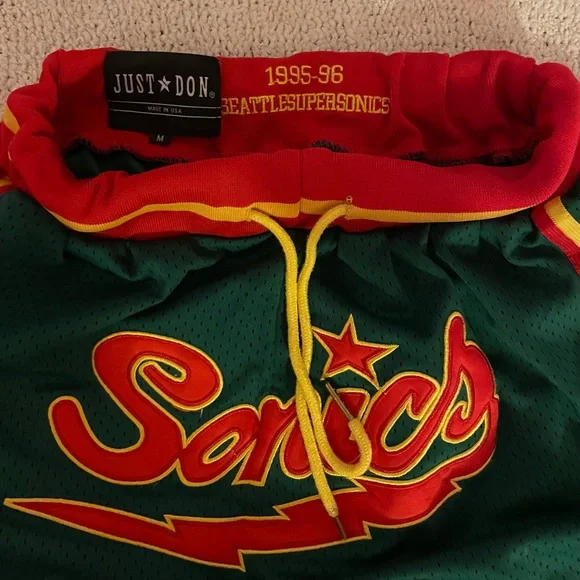 JUST★DON®
MADE IN USA
M
1995-96
SEATTLESUPERSONICS
Sonics